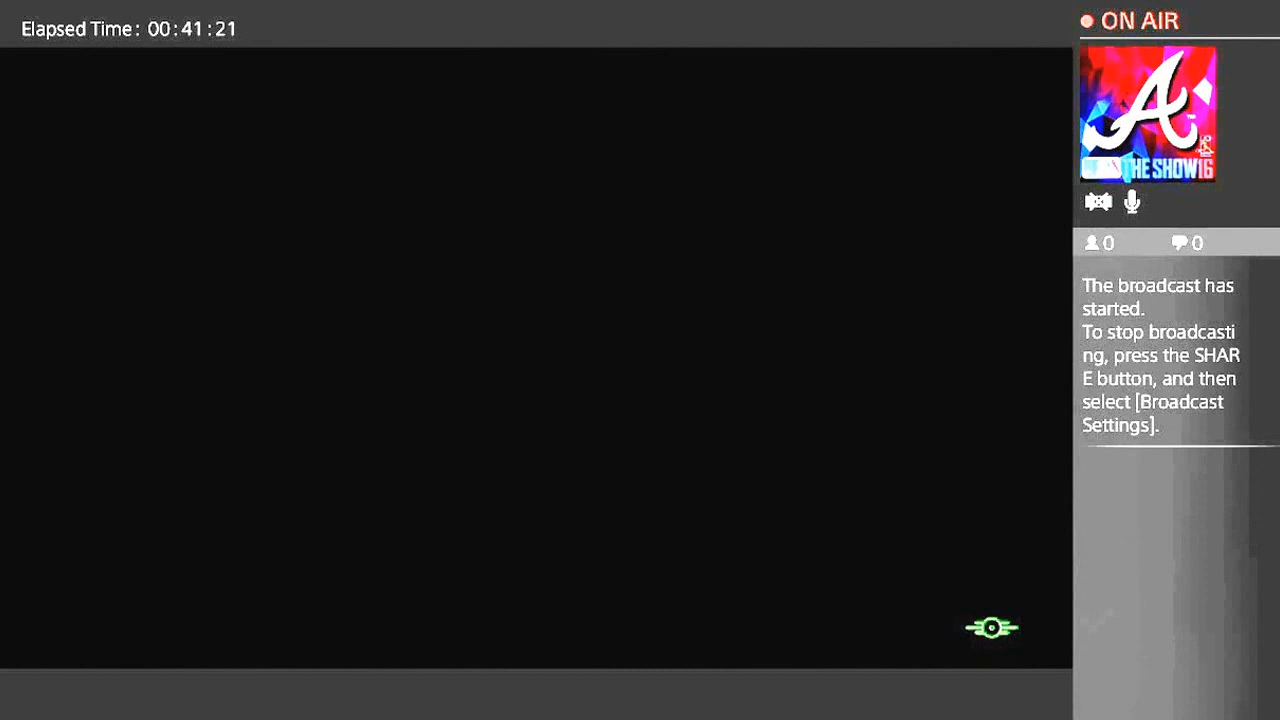 Elapsed Time: 00:41:21
ON AIR
A
THE SHOW16
0 0
The broadcast has
started.
To stop broadcasti
ng, press the SHAR
E button, and then
select [Broadcast
Settings].